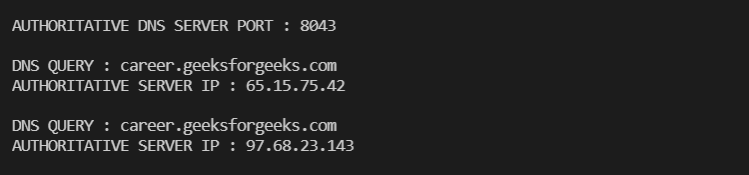 AUTHORITATIVE DNS SERVER PORT : 8043
DNS QUERY : career.geeksforgeeks.com
AUTHORITATIVE SERVER IP : 65.15.75.42
DNS QUERY : career.geeksforgeeks.com
AUTHORITATIVE SERVER IP : 97.68.23.143